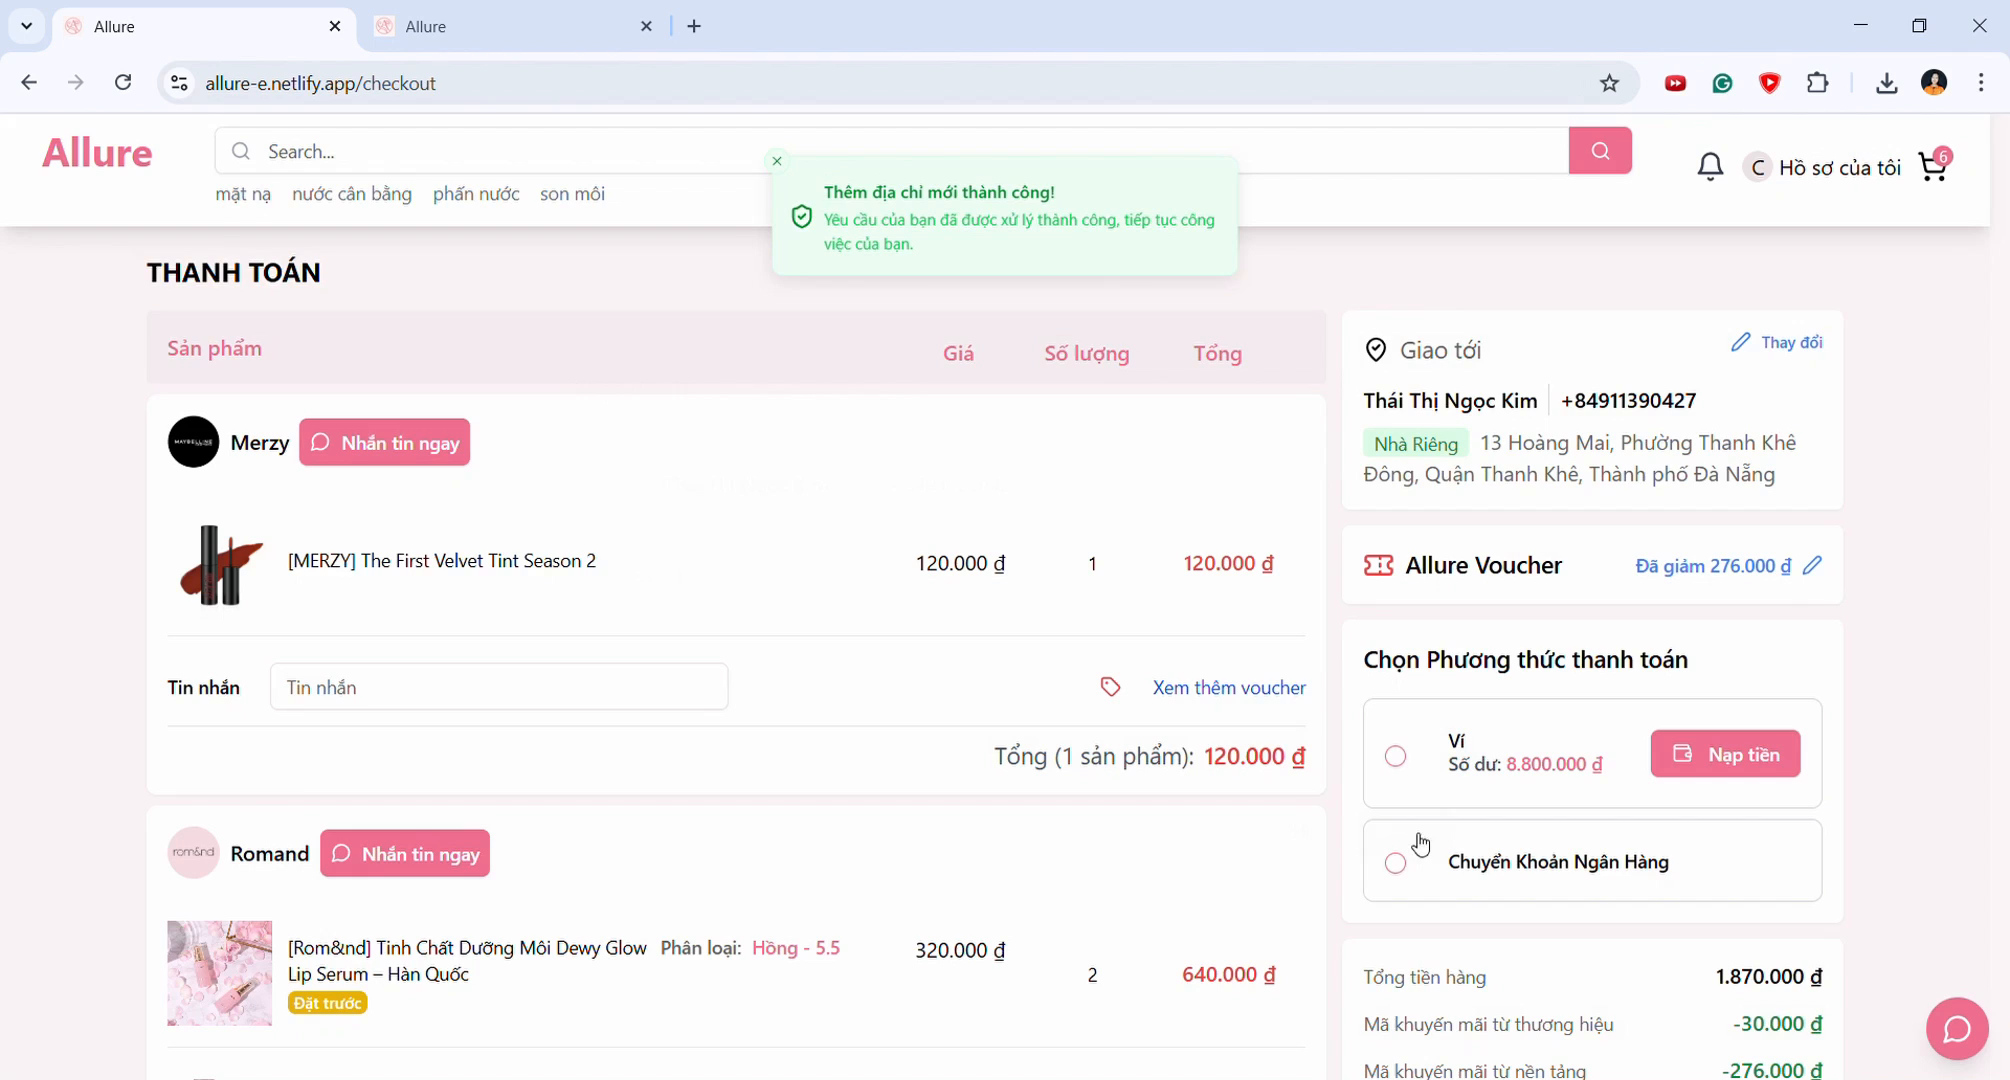 Allure
Allure
allure-e.netlify.app/checkout
Allure
Search...
mặt nạ nước cân bằng phấn nước son môi
C Hồ sơ của tôi 6
Thêm địa chỉ mới thành công!
Yêu cầu của bạn đã được xử lý thành công, tiếp tục công
việc của bạn.
THANH TOÁN
Sản phẩm Giá Số lượng Tổng
MAYBELLINE Merzy Nhắn tin ngay
[MERZY] The First Velvet Tint Season 2 120.000 ₫ 1 120.000 ₫
Tin nhắn Tin nhắn Xem thêm voucher
Tổng (1 sản phẩm): 120.000 ₫
rom&nd Romand Nhắn tin ngay
[Rom&nd] Tinh Chất Dưỡng Môi Dewy Glow Phân loại: Hồng - 5.5 320.000 ₫
Lip Serum – Hàn Quốc 2 640.000 ₫
Đặt trước
Giao tới Thay đổi
Thái Thị Ngọc Kim +84911390427
Nhà Riêng 13 Hoàng Mai, Phường Thanh Khê
Đông, Quận Thanh Khê, Thành phố Đà Nẵng
Allure Voucher Đã giảm 276.000 ₫
Chọn Phương thức thanh toán
Ví
Số dư: 8.800.000 ₫ Nạp tiền
Chuyển Khoản Ngân Hàng
Tổng tiền hàng 1.870.000 ₫
Mã khuyến mãi từ thương hiệu -30.000 ₫
Mã khuyến mãi từ nền tảng -276.000 ₫